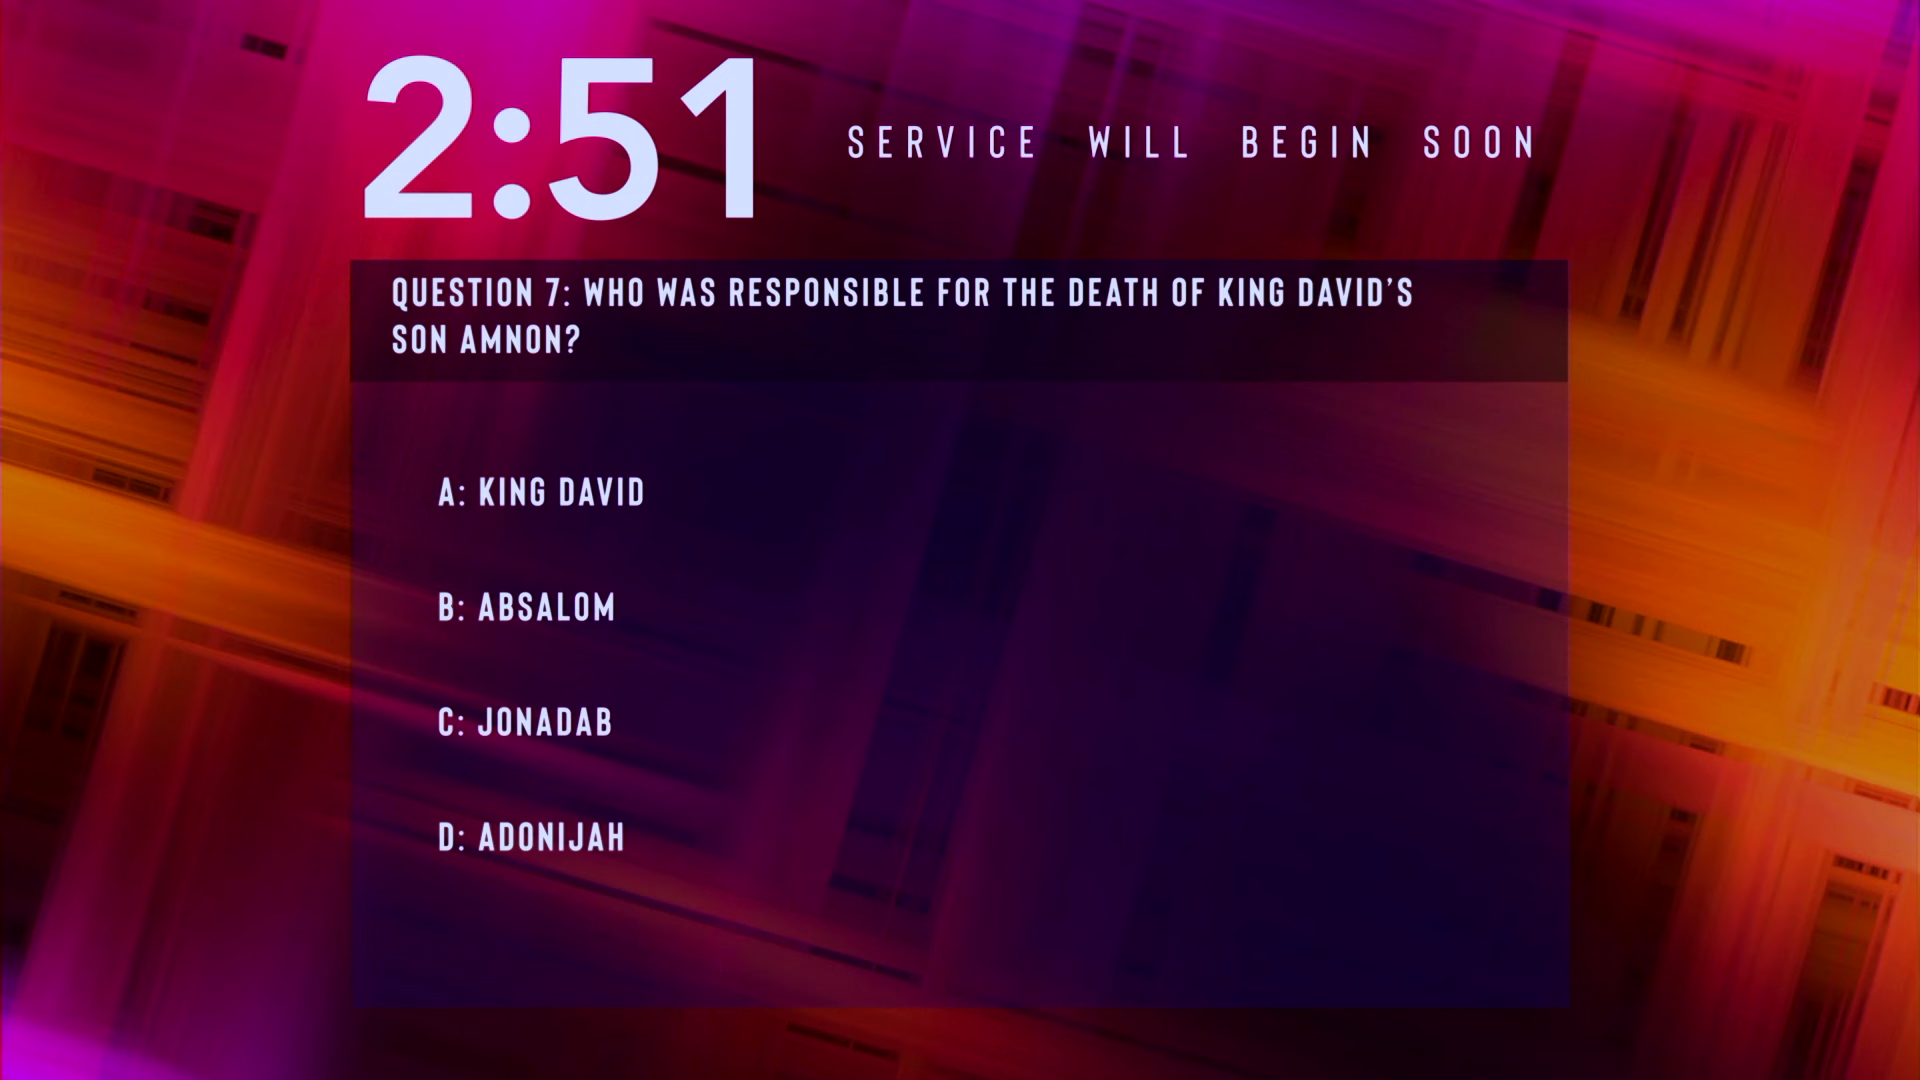 2:51
SERVICE WILL BEGIN SOON
QUESTION 7: WHO WAS RESPONSIBLE FOR THE DEATH OF KING DAVID'S
SON AMNON?
A: KING DAVID
B: ABSALOM
C: JONADAB
D: ADONIJAH